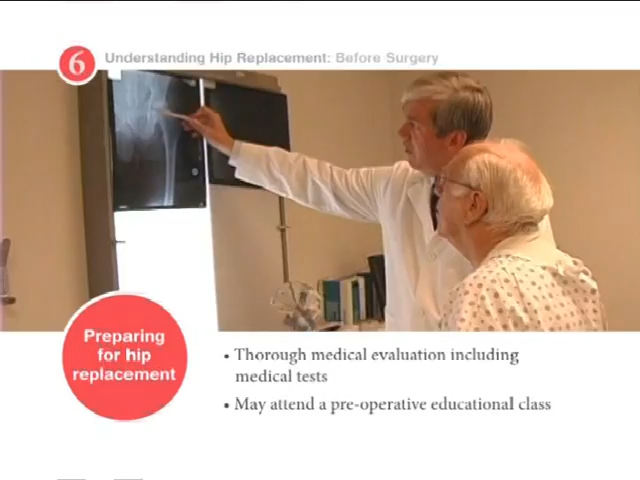 6
Understanding Hip Replacement: Before Surgery
Preparing
for hip
replacement
• Thorough medical evaluation including
medical tests
• May attend a pre-operative educational class